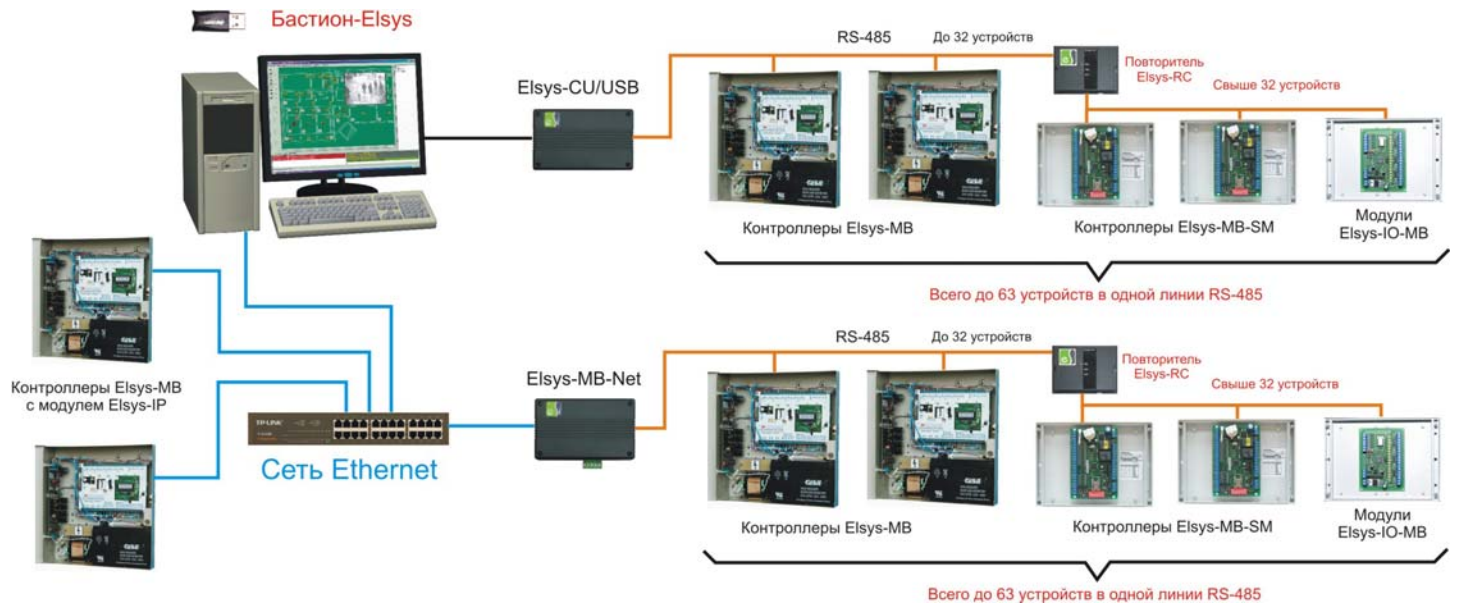 Бастион-Elsys
Elsys-CU/USB
RS-485
До 32 устройств
Повторитель
Elsys-RC
Свыше 32 устройств
Контроллеры Elsys-MB
Контроллеры Elsys-MB-SM
Модули
Elsys-IO-MB
Всего до 63 устройств в одной линии RS-485
Контроллеры Elsys-MB
с модулем Elsys-IP
TP-LINK
Сеть Ethernet
Elsys-MB-Net
RS-485
До 32 устройств
Повторитель
Elsys-RC
Свыше 32 устройств
Контроллеры Elsys-MB
Контроллеры Elsys-MB-SM
Модули
Elsys-IO-MB
Всего до 63 устройств в одной линии RS-485